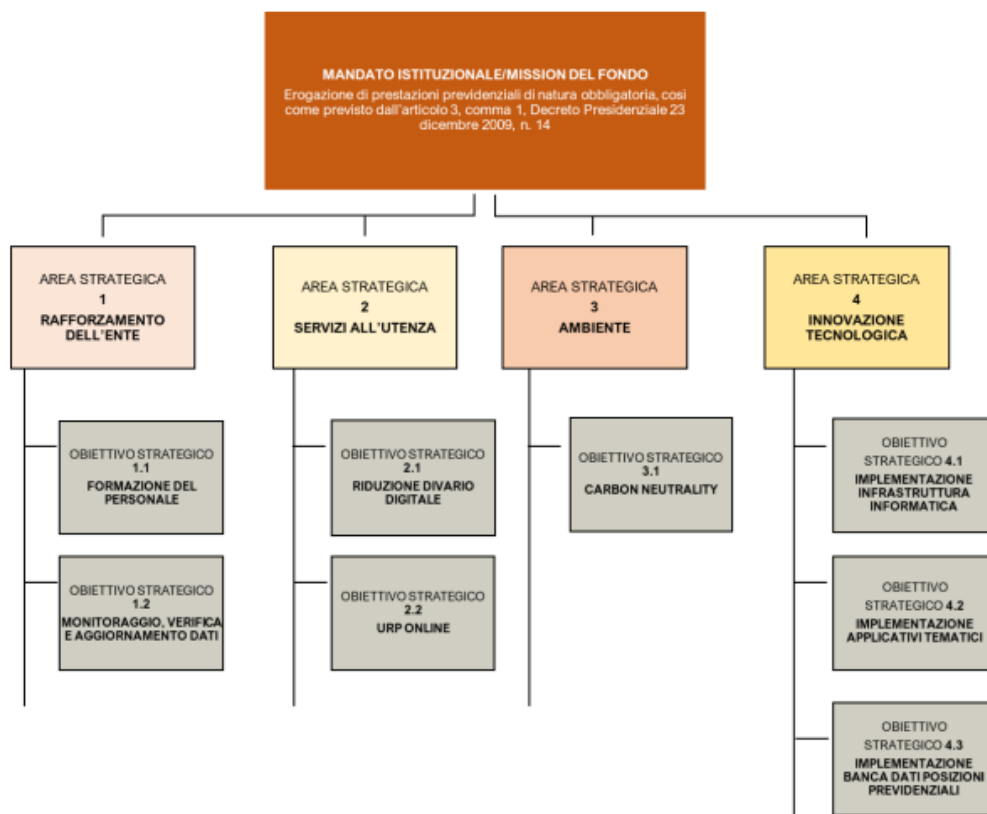 MANDATO ISTITUZIONALE/MISSION DEL FONDO
Erogazione di prestazioni previdenziali di natura obbligatoria, così
come previsto dall'articolo 3, comma 1, Decreto Presidenziale 23
dicembre 2009, n. 14
AREA STRATEGICA
1
RAFFORZAMENTO
DELL'ENTE
AREA STRATEGICA
2
SERVIZI ALL'UTENZA
AREA STRATEGICA
3
AMBIENTE
AREA STRATEGICA
4
INNOVAZIONE
TECNOLOGICA
OBIETTIVO STRATEGICO
1.1
FORMAZIONE DEL
PERSONALE
OBIETTIVO STRATEGICO
1.2
MONITORAGGIO, VERIFICA
E AGGIORNAMENTO DATI
OBIETTIVO STRATEGICO
2.1
RIDUZIONE DIVARIO
DIGITALE
OBIETTIVO STRATEGICO
2.2
URP ONLINE
OBIETTIVO STRATEGICO
3.1
CARBON NEUTRALITY
OBIETTIVO
STRATEGICO 4.1
IMPLEMENTAZIONE
INFRASTRUTTURA
INFORMATICA
OBIETTIVO
STRATEGICO 4.2
IMPLEMENTAZIONE
APPLICATIVI TEMATICI
OBIETTIVO
STRATEGICO 4.3
IMPLEMENTAZIONE
BANCA DATI POSIZIONI
PREVIDENZIALI